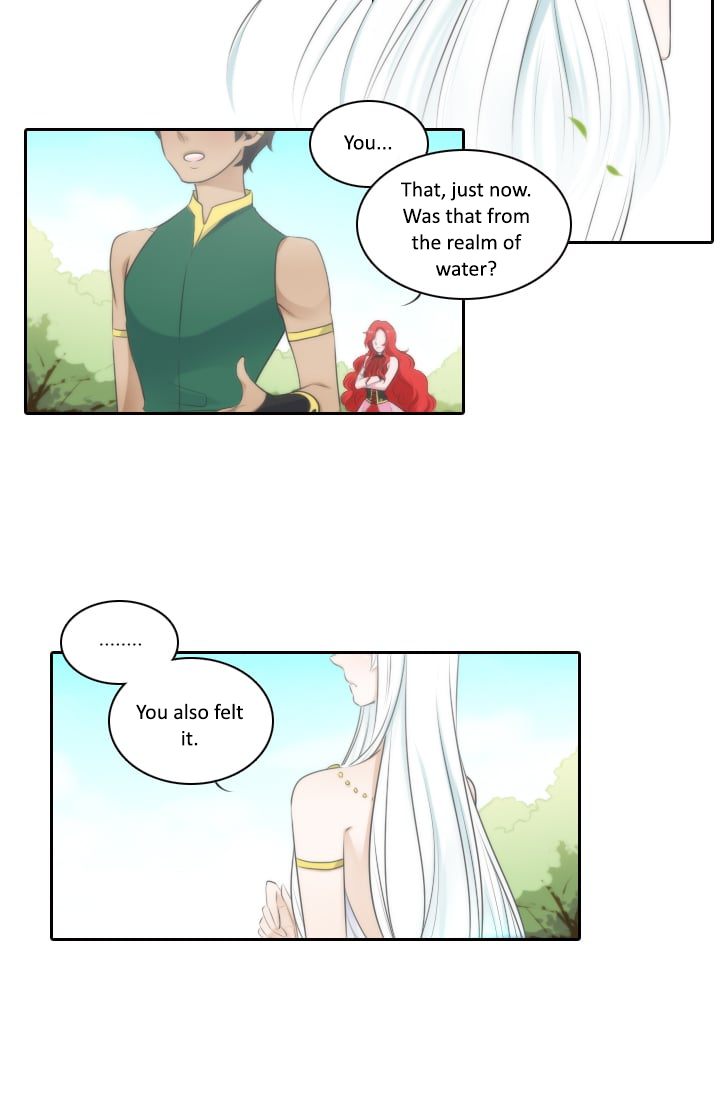 You...
That, just now.
Was that from
the realm of
water?
........
You also felt
it.